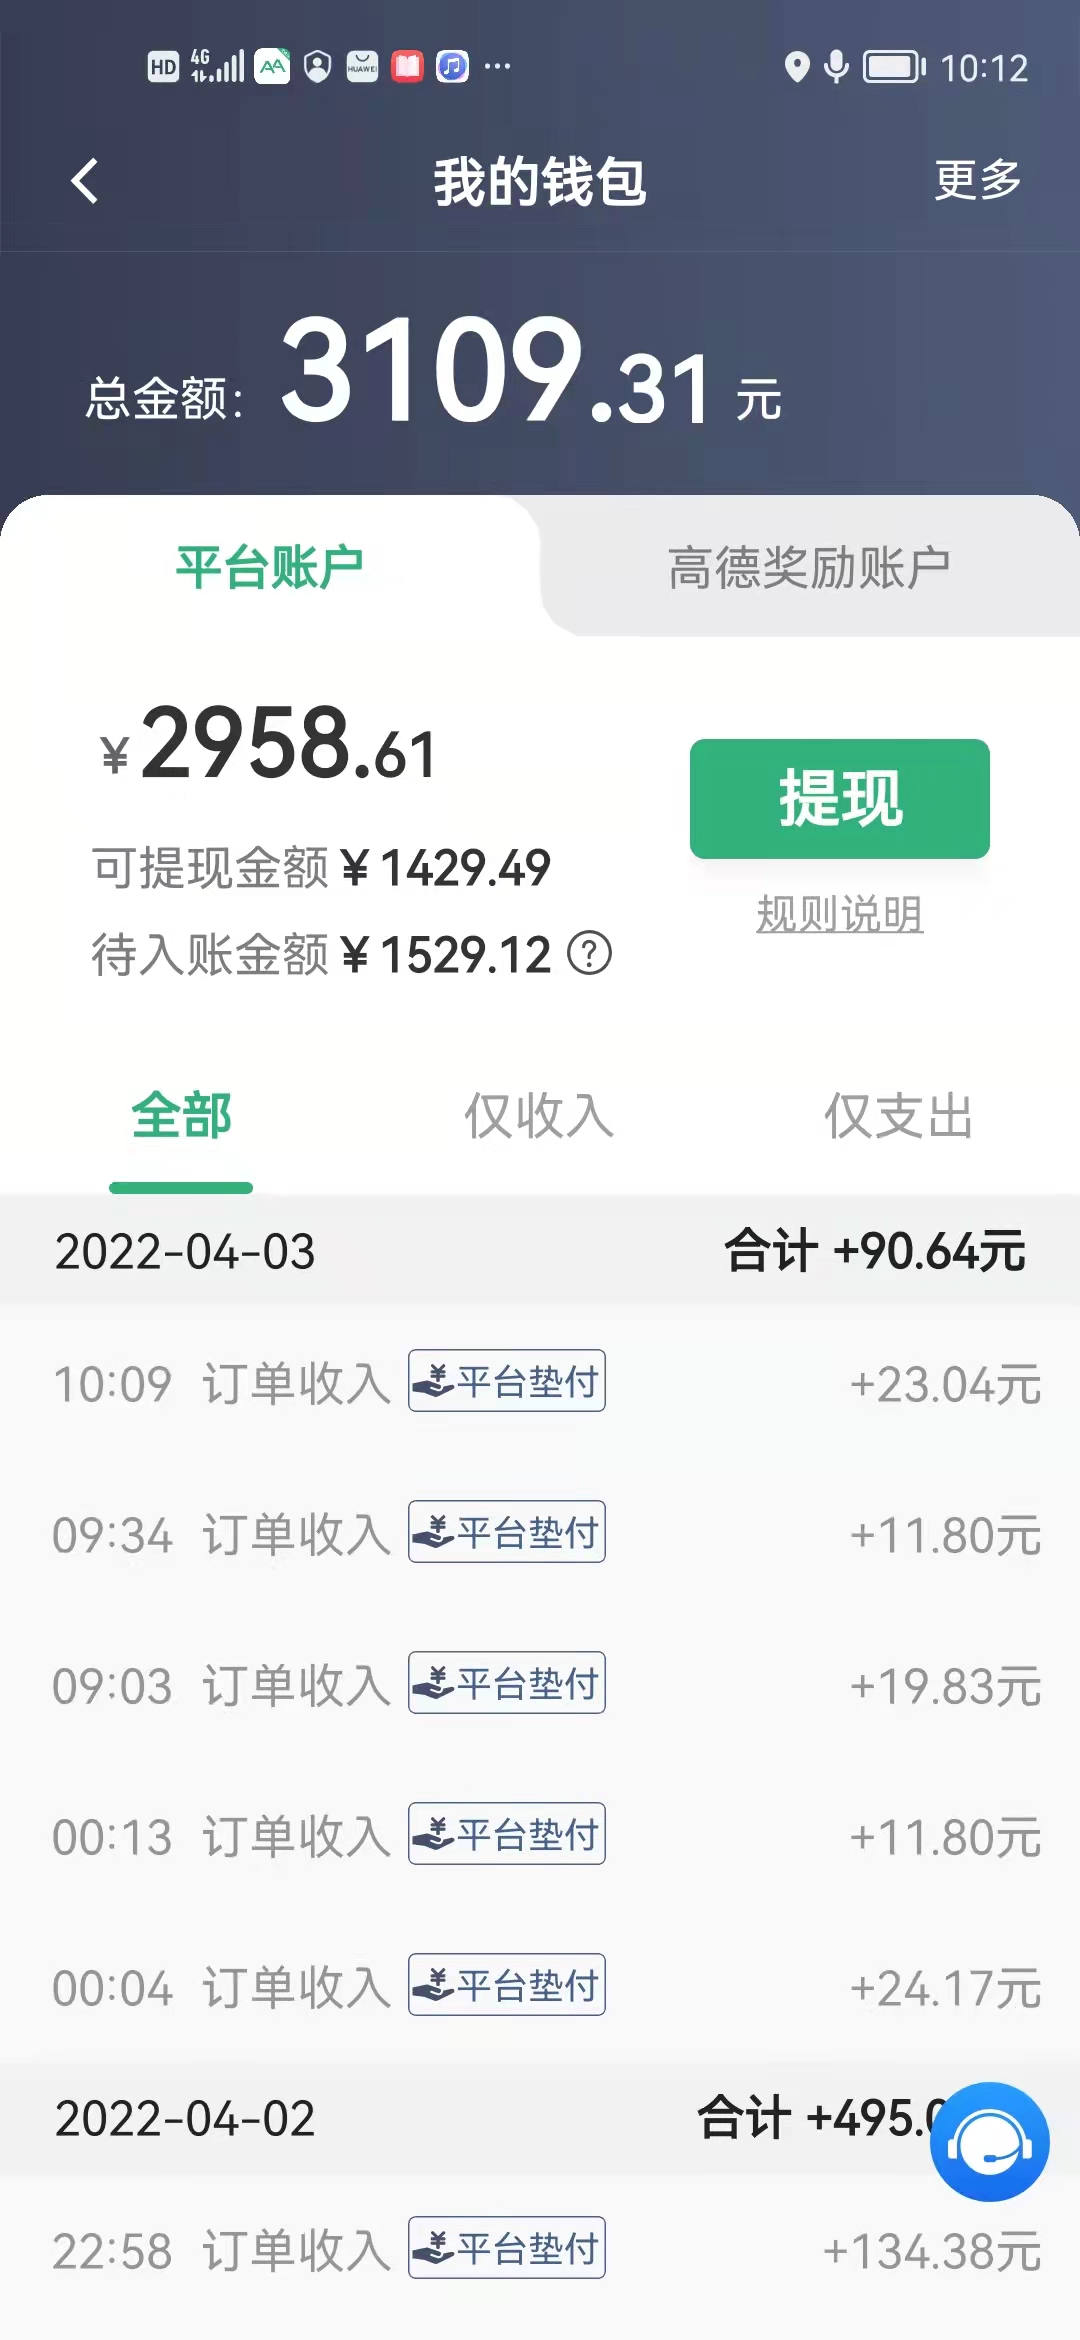 HD 4G AA HUAWEI 10:12
我的钱包 更多
总金额: 3109.31 元
平台账户 高德奖励账户
¥2958.61
提现
可提现金额 ¥1429.49
规则说明
待入账金额 ¥1529.12 ?
全部 仅收入 仅支出
2022-04-03 合计 +90.64元
10:09 订单收入 平台垫付 +23.04元
09:34 订单收入 平台垫付 +11.80元
09:03 订单收入 平台垫付 +19.83元
00:13 订单收入 平台垫付 +11.80元
00:04 订单收入 平台垫付 +24.17元
2022-04-02 合计 +495.
22:58 订单收入 平台垫付 +134.38元